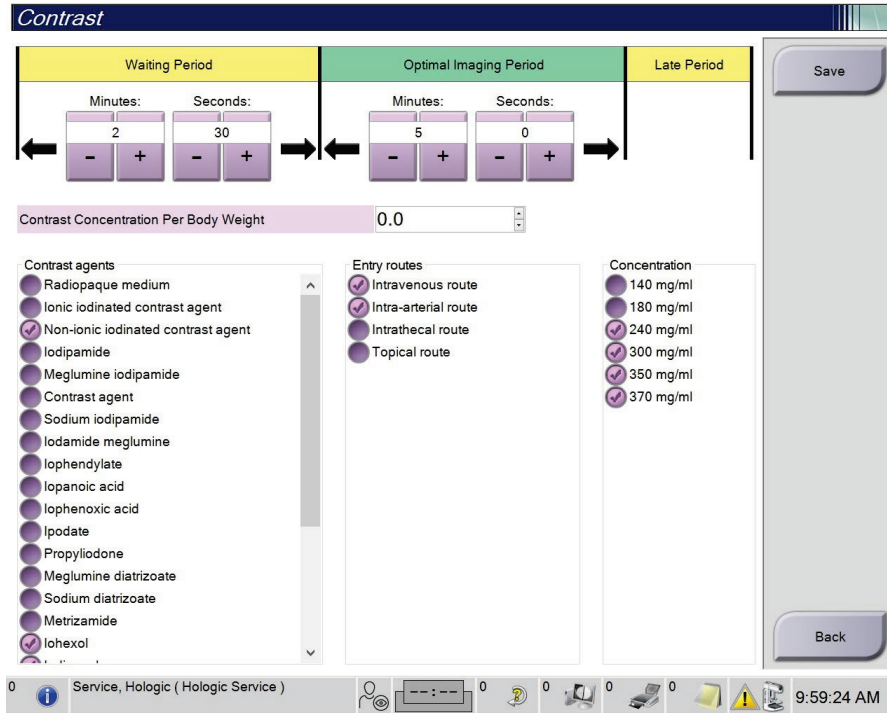 Contrast
Waiting Period
Optimal Imaging Period
Late Period
Save
Minutes: Seconds:
2 30
- + - +
Minutes: Seconds:
5 0
- + - +
Contrast Concentration Per Body Weight 0.0
Contrast agents
Radiopaque medium
Ionic iodinated contrast agent
Non-ionic iodinated contrast agent
Iodipamide
Meglumine iodipamide
Contrast agent
Sodium iodipamide
Iodamide meglumine
Iophendylate
Iopanoic acid
Iophenoxic acid
Ipodate
Propyliodone
Meglumine diatrizoate
Sodium diatrizoate
Metrizamide
Iohexol
Entry routes
Intravenous route
Intra-arterial route
Intrathecal route
Topical route
Concentration
140 mg/ml
180 mg/ml
240 mg/ml
300 mg/ml
350 mg/ml
370 mg/ml
Back
0 Service, Hologic ( Hologic Service ) --:-- 0 0 0 0 9:59:24 AM